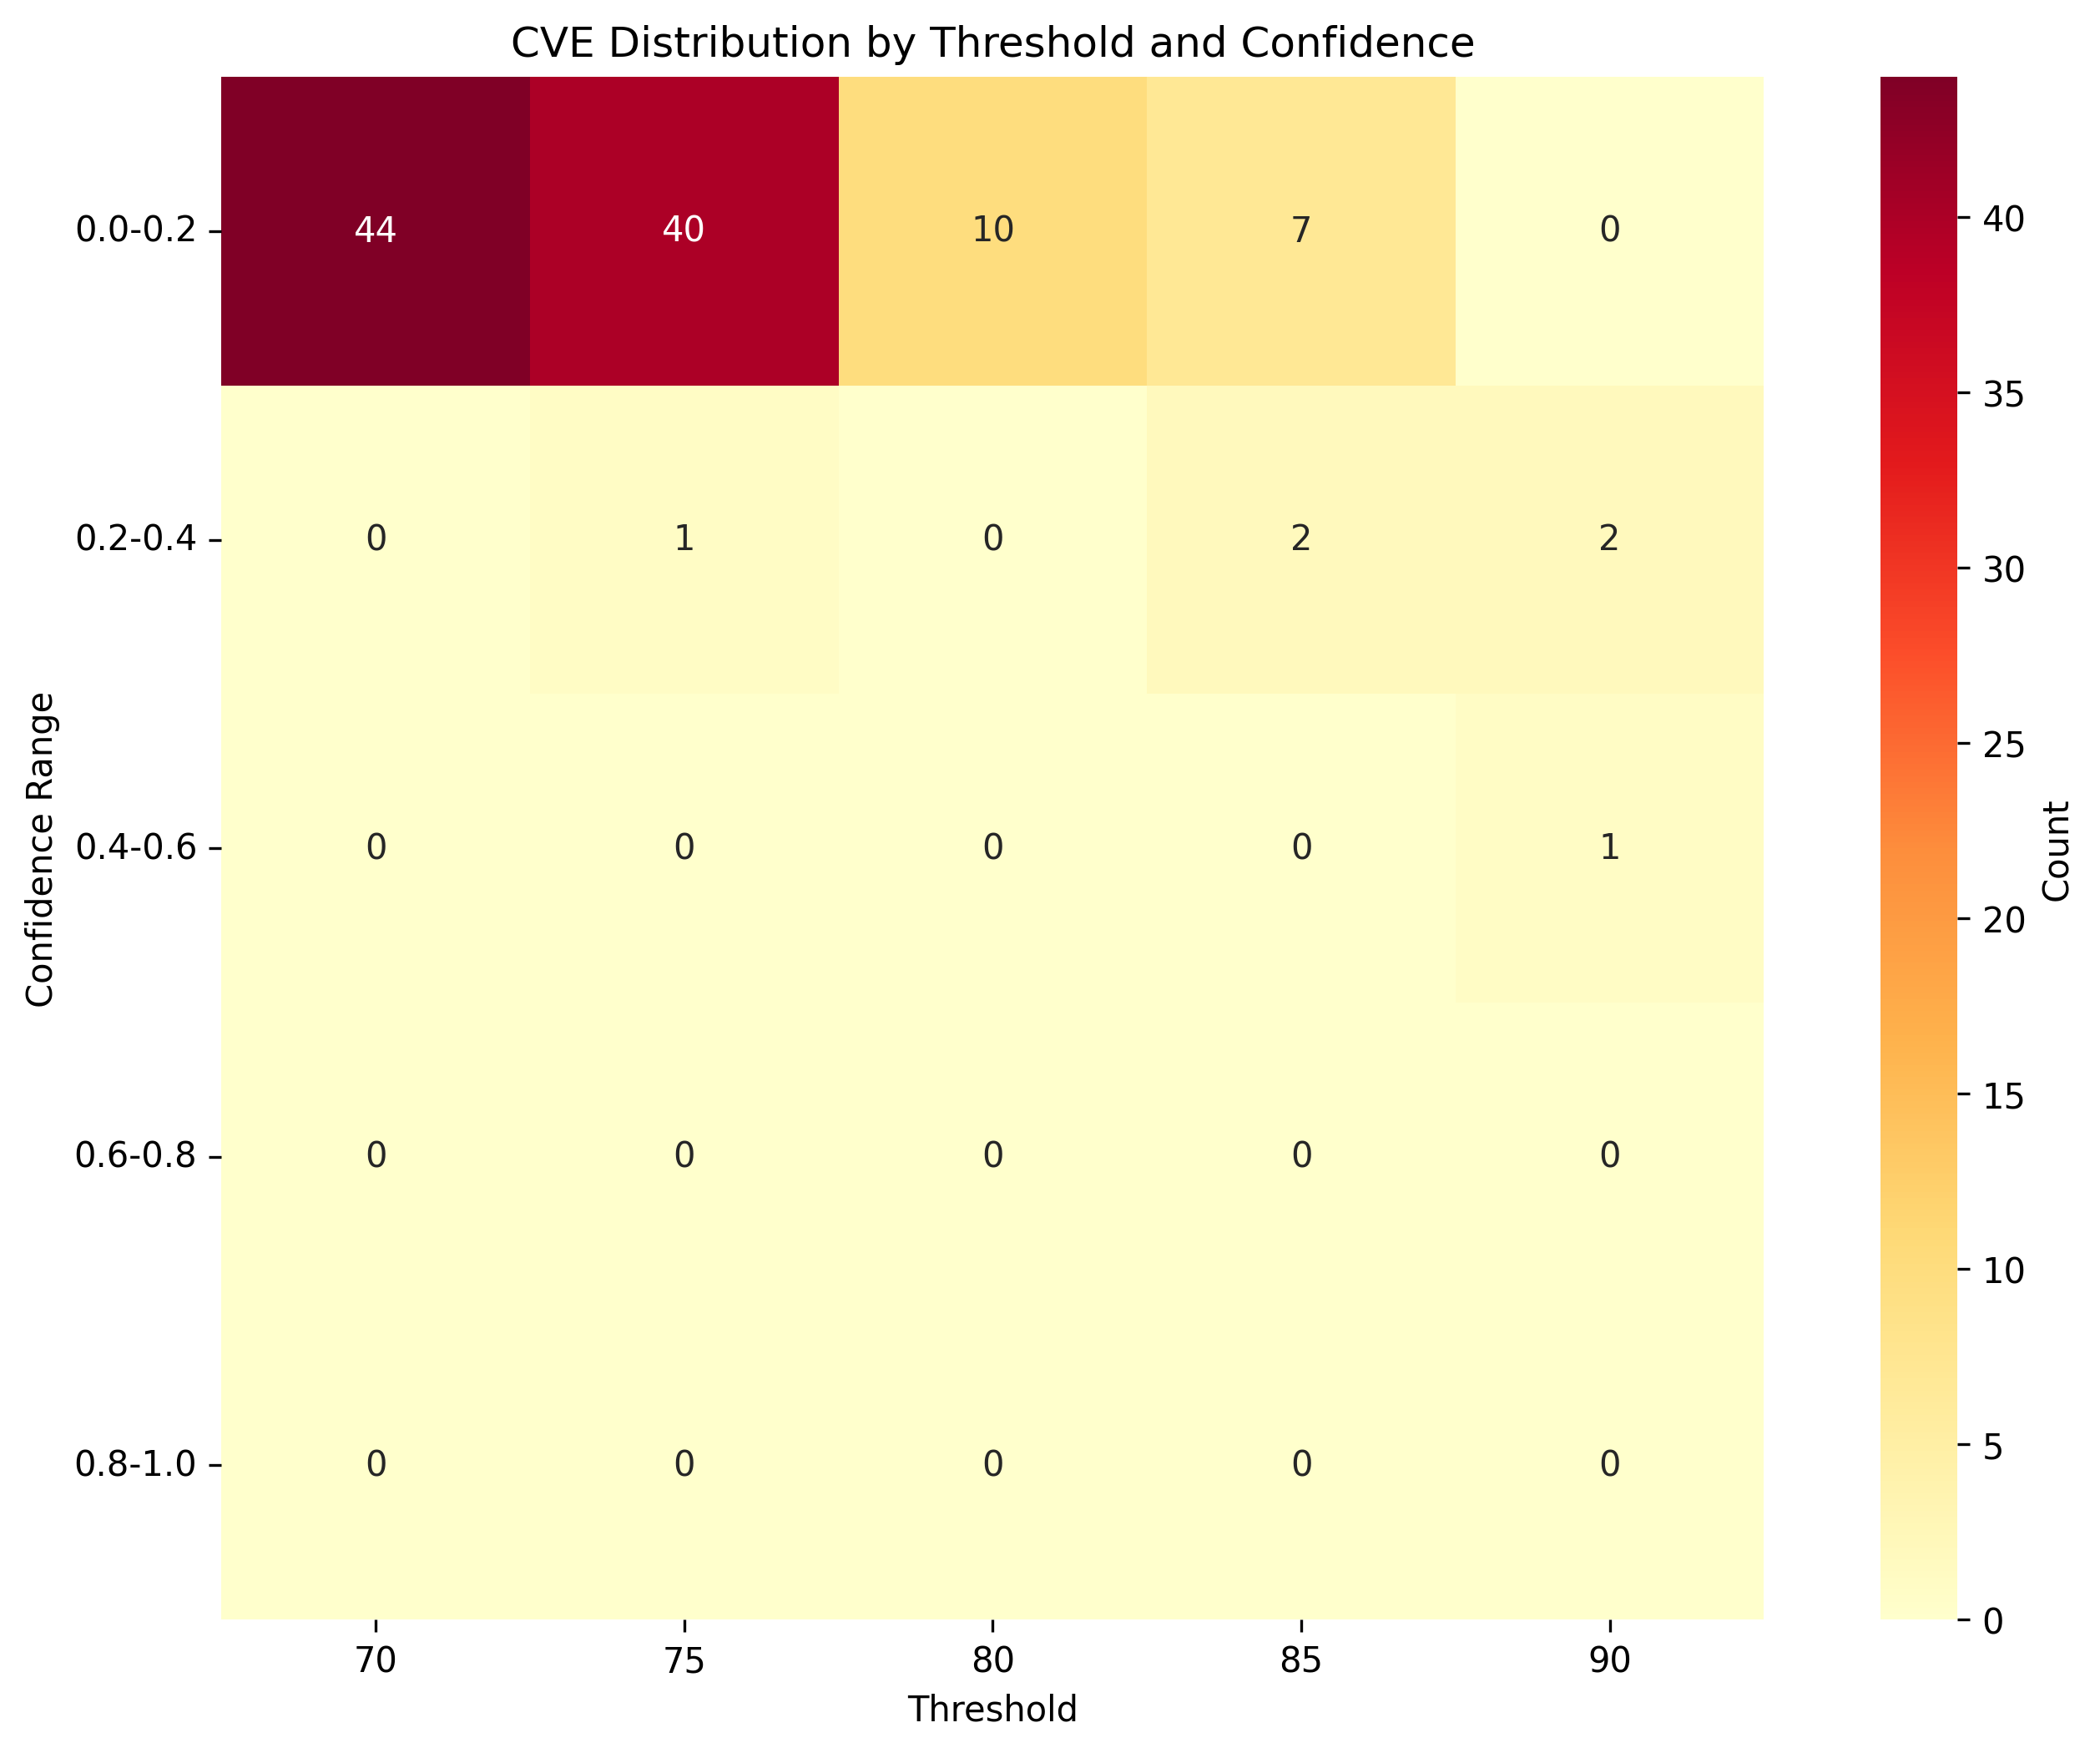 CVE Distribution by Threshold and Confidence
Confidence Range
0.0-0.2 44 40 10 7 0
0.2-0.4 0 1 0 2 2
0.4-0.6 0 0 0 0 1
0.6-0.8 0 0 0 0 0
0.8-1.0 0 0 0 0 0
70 75 80 85 90
Threshold
40
35
30
25
20
15
10
5
0
Count